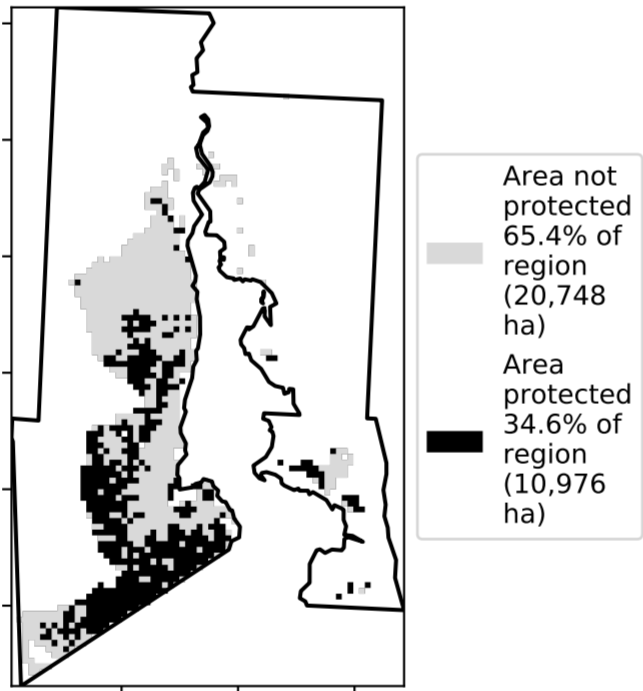 Area not
protected
65.4% of
region
(20,748
ha)
Area
protected
34.6% of
region
(10,976
ha)